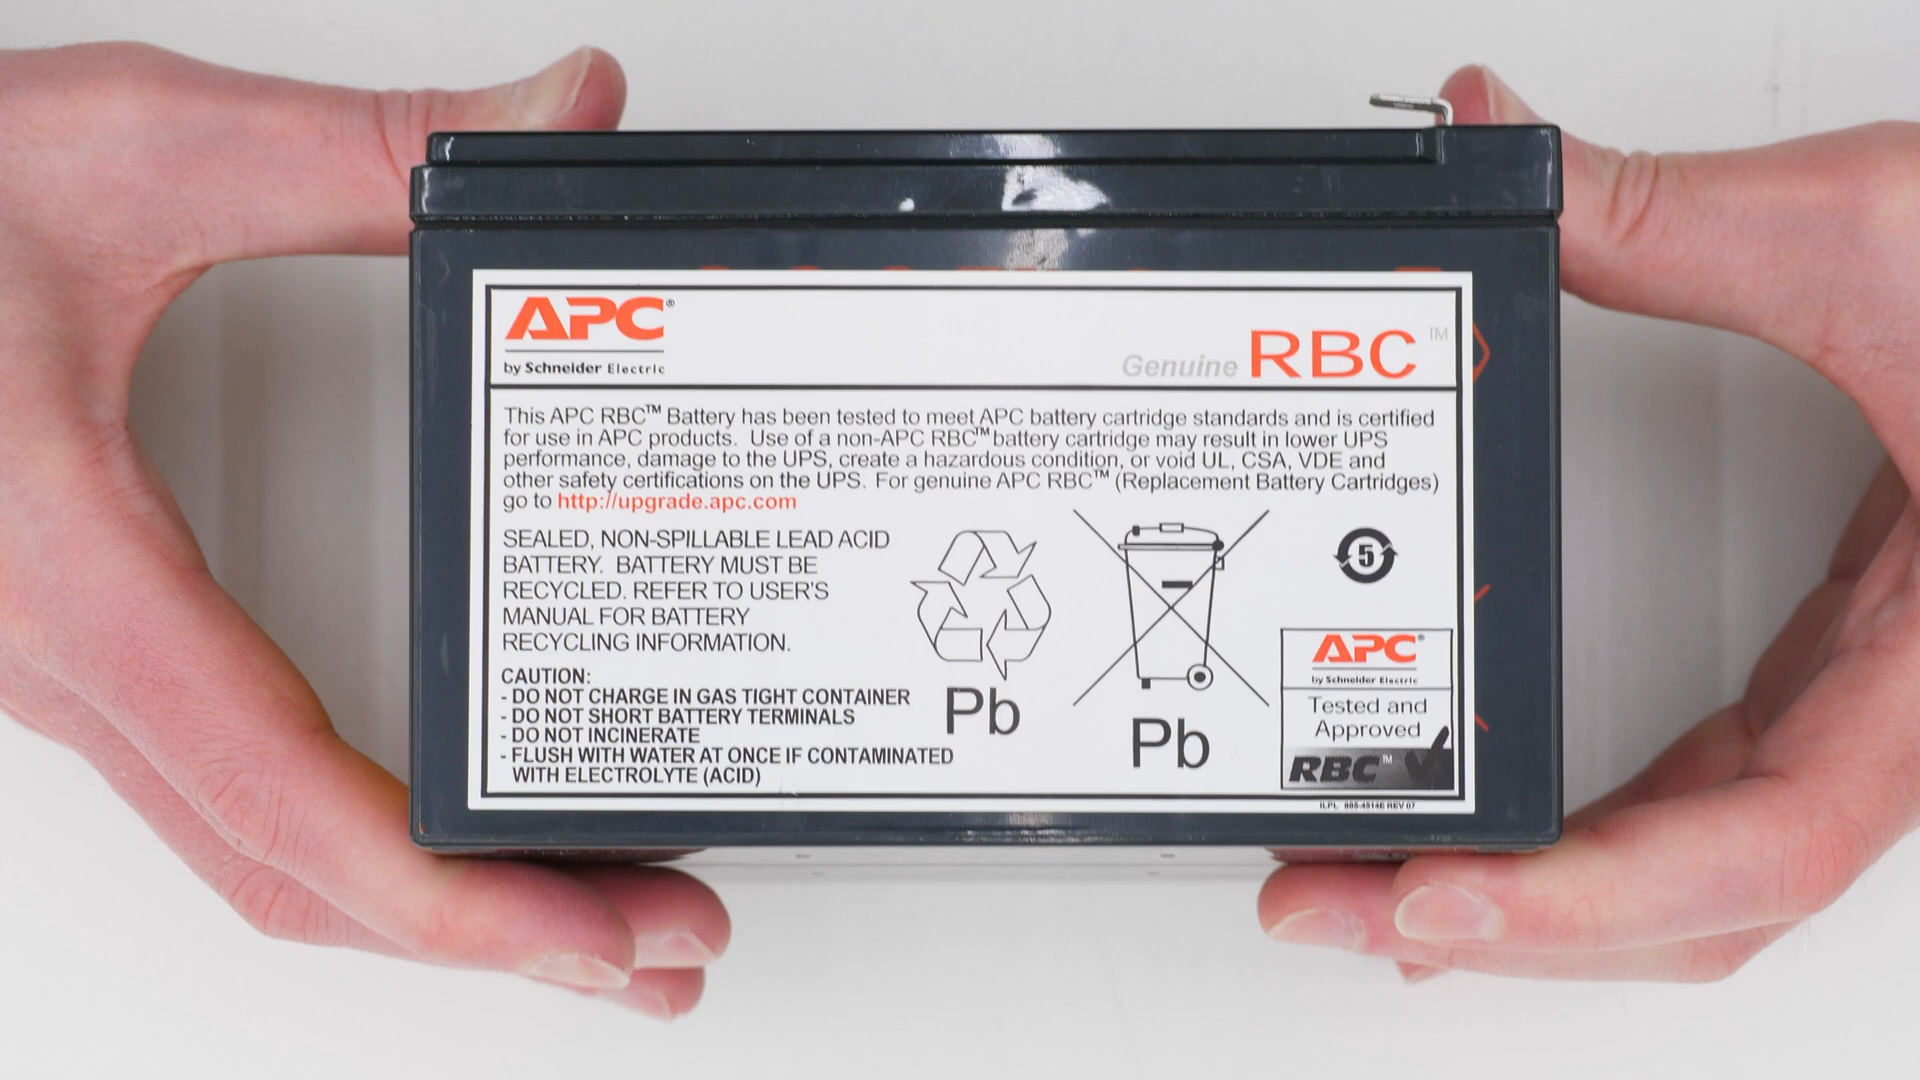 APC®
by Schneider Electric
Genuine RBC™
This APC RBC™ Battery has been tested to meet APC battery cartridge standards and is certified
for use in APC products. Use of a non-APC RBC™ battery cartridge may result in lower UPS
performance, damage to the UPS, create a hazardous condition, or void UL, CSA, VDE and
other safety certifications on the UPS. For genuine APC RBC™ (Replacement Battery Cartridges)
go to http://upgrade.apc.com
SEALED, NON-SPILLABLE LEAD ACID
BATTERY. BATTERY MUST BE
RECYCLED. REFER TO USER'S
MANUAL FOR BATTERY
RECYCLING INFORMATION.
CAUTION:
- DO NOT CHARGE IN GAS TIGHT CONTAINER
- DO NOT SHORT BATTERY TERMINALS
- DO NOT INCINERATE
- FLUSH WITH WATER AT ONCE IF CONTAMINATED
WITH ELECTROLYTE (ACID)
Pb
Pb
5
APC®
by Schneider Electric
Tested and
Approved
RBC™
ILPL 885-4514E REV 07